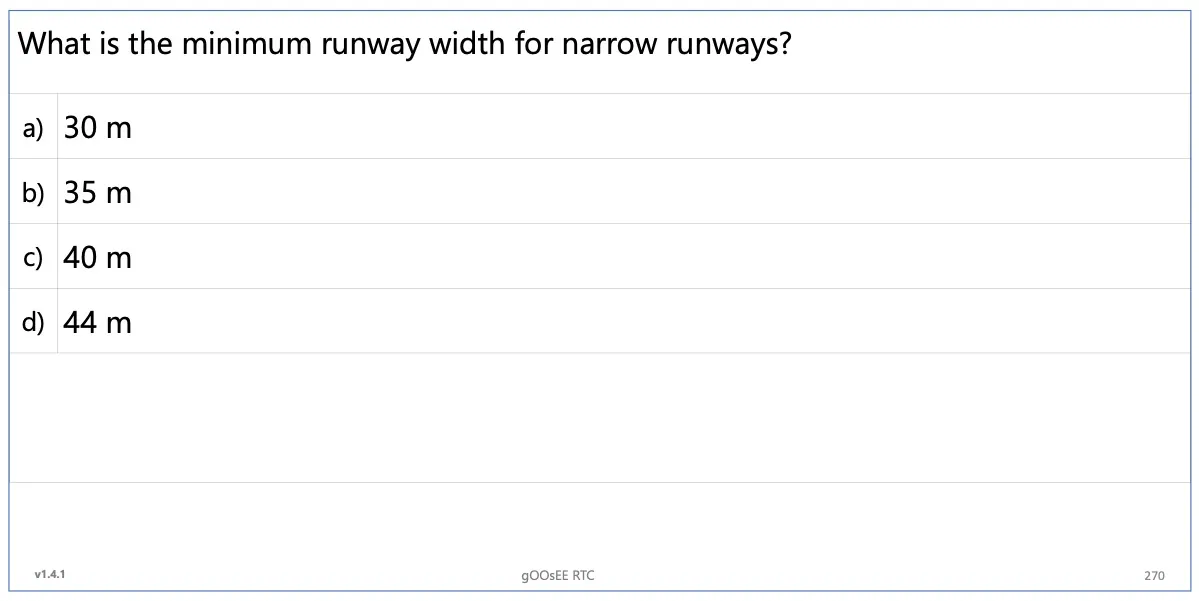 What is the minimum runway width for narrow runways?
a) 30 m
b) 35 m
c) 40 m
d) 44 m
v1.4.1 gOOsEE RTC 270